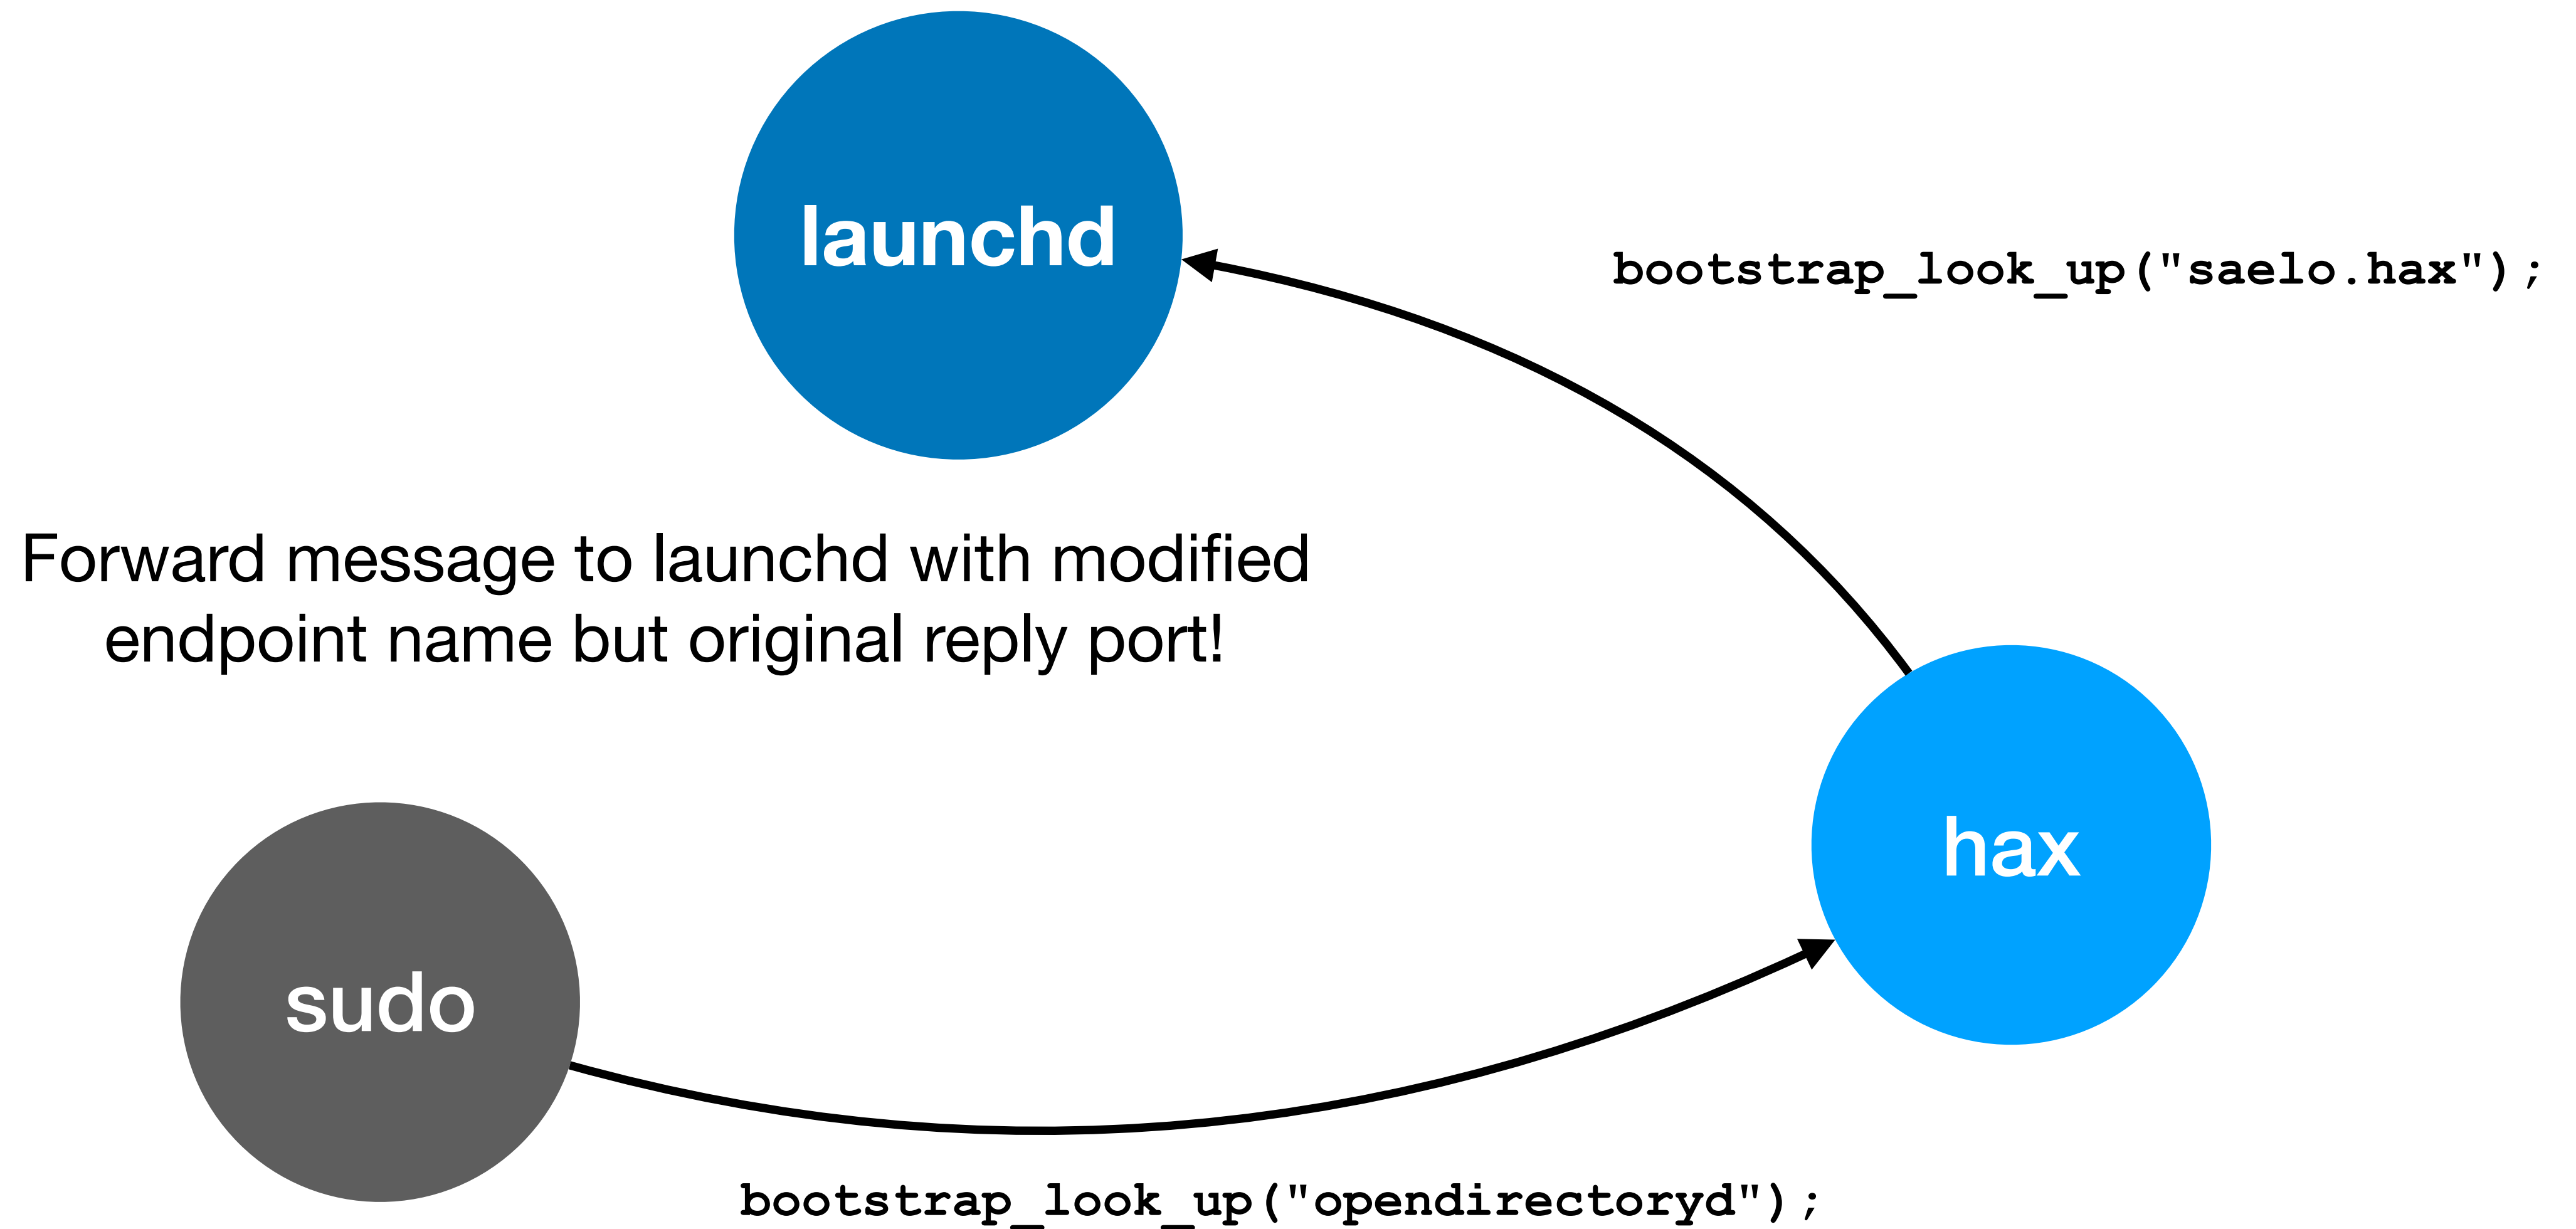 launchd
bootstrap_look_up("saelo.hax");
Forward message to launchd with modified
endpoint name but original reply port!
hax
sudo
bootstrap_look_up("opendirectoryd");